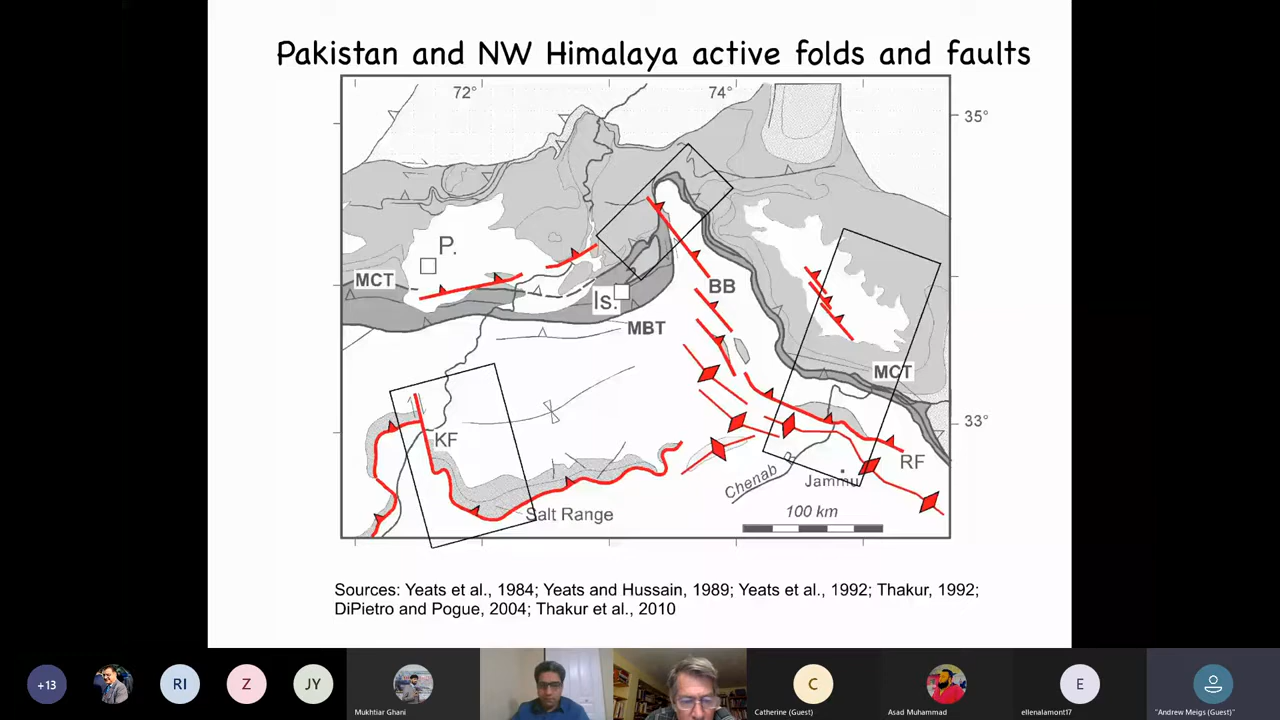 Pakistan and NW Himalaya active folds and faults
72°
74°
35°
P.
MCT
Is.
BB
MBT
MCT
33°
KF
RF
Chenab
Jammu
100 km
Salt Range
Sources: Yeats et al., 1984; Yeats and Hussain, 1989; Yeats et al., 1992; Thakur, 1992;
DiPietro and Pogue, 2004; Thakur et al., 2010
+13
RI
Z
JY
Mukhtiar Ghani
C
Catherine (Guest)
Asad Muhammad
E
ellenalamont17
"Andrew Meigs (Guest)"